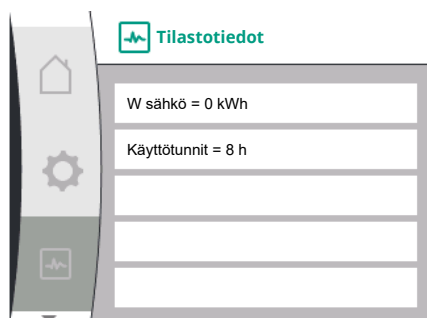 Tilastotiedot
W sähkö = 0 kWh
Käyttötunnit = 8 h